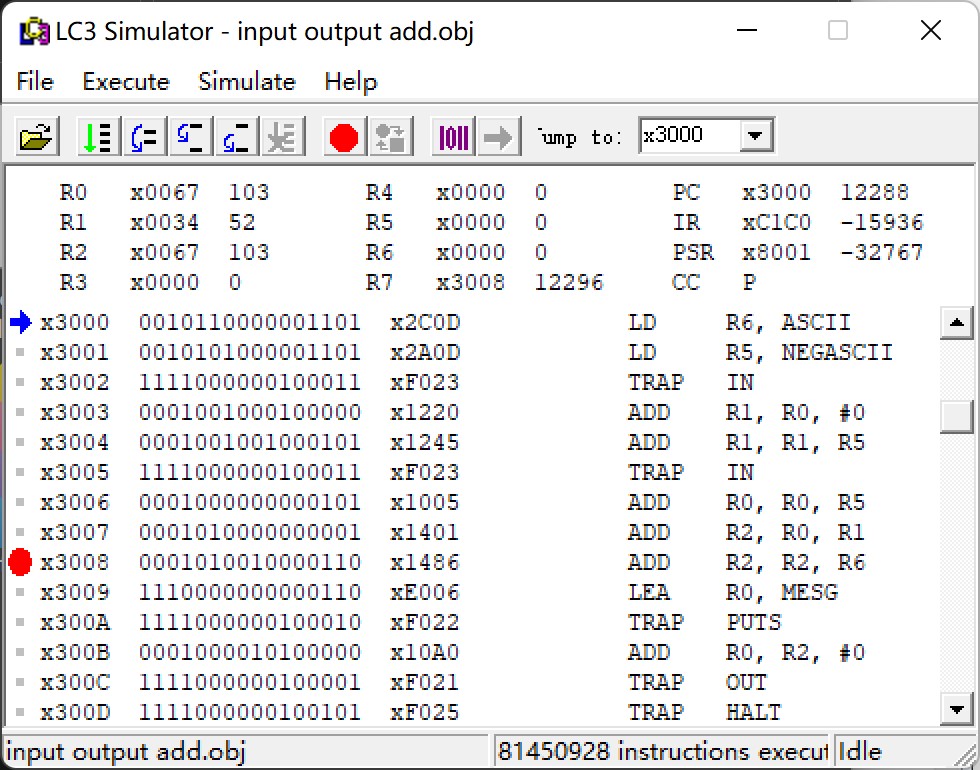 LC3 Simulator - input output add.obj
File Execute Simulate Help
Jump to: x3000
R0 x0067 103 R4 x0000 0 PC x3000 12288
R1 x0034 52 R5 x0000 0 IR xC1C0 -15936
R2 x0067 103 R6 x0000 0 PSR x8001 -32767
R3 x0000 0 R7 x3008 12296 CC P
x3000 0010110000001101 x2C0D LD R6, ASCII
x3001 0010101000001101 x2A0D LD R5, NEGASCII
x3002 1111000000100011 xF023 TRAP IN
x3003 0001001000100000 x1220 ADD R1, R0, #0
x3004 0001001001000101 x1245 ADD R1, R1, R5
x3005 1111000000100011 xF023 TRAP IN
x3006 0001000000000101 x1005 ADD R0, R0, R5
x3007 0001010000000001 x1401 ADD R2, R0, R1
x3008 0001010010000110 x1486 ADD R2, R2, R6
x3009 1110000000000110 xE006 LEA R0, MESG
x300A 1111000000100010 xF022 TRAP PUTS
x300B 0001000010100000 x10A0 ADD R0, R2, #0
x300C 1111000000100001 xF021 TRAP OUT
x300D 1111000000100101 xF025 TRAP HALT
input output add.obj 81450928 instructions execut Idle